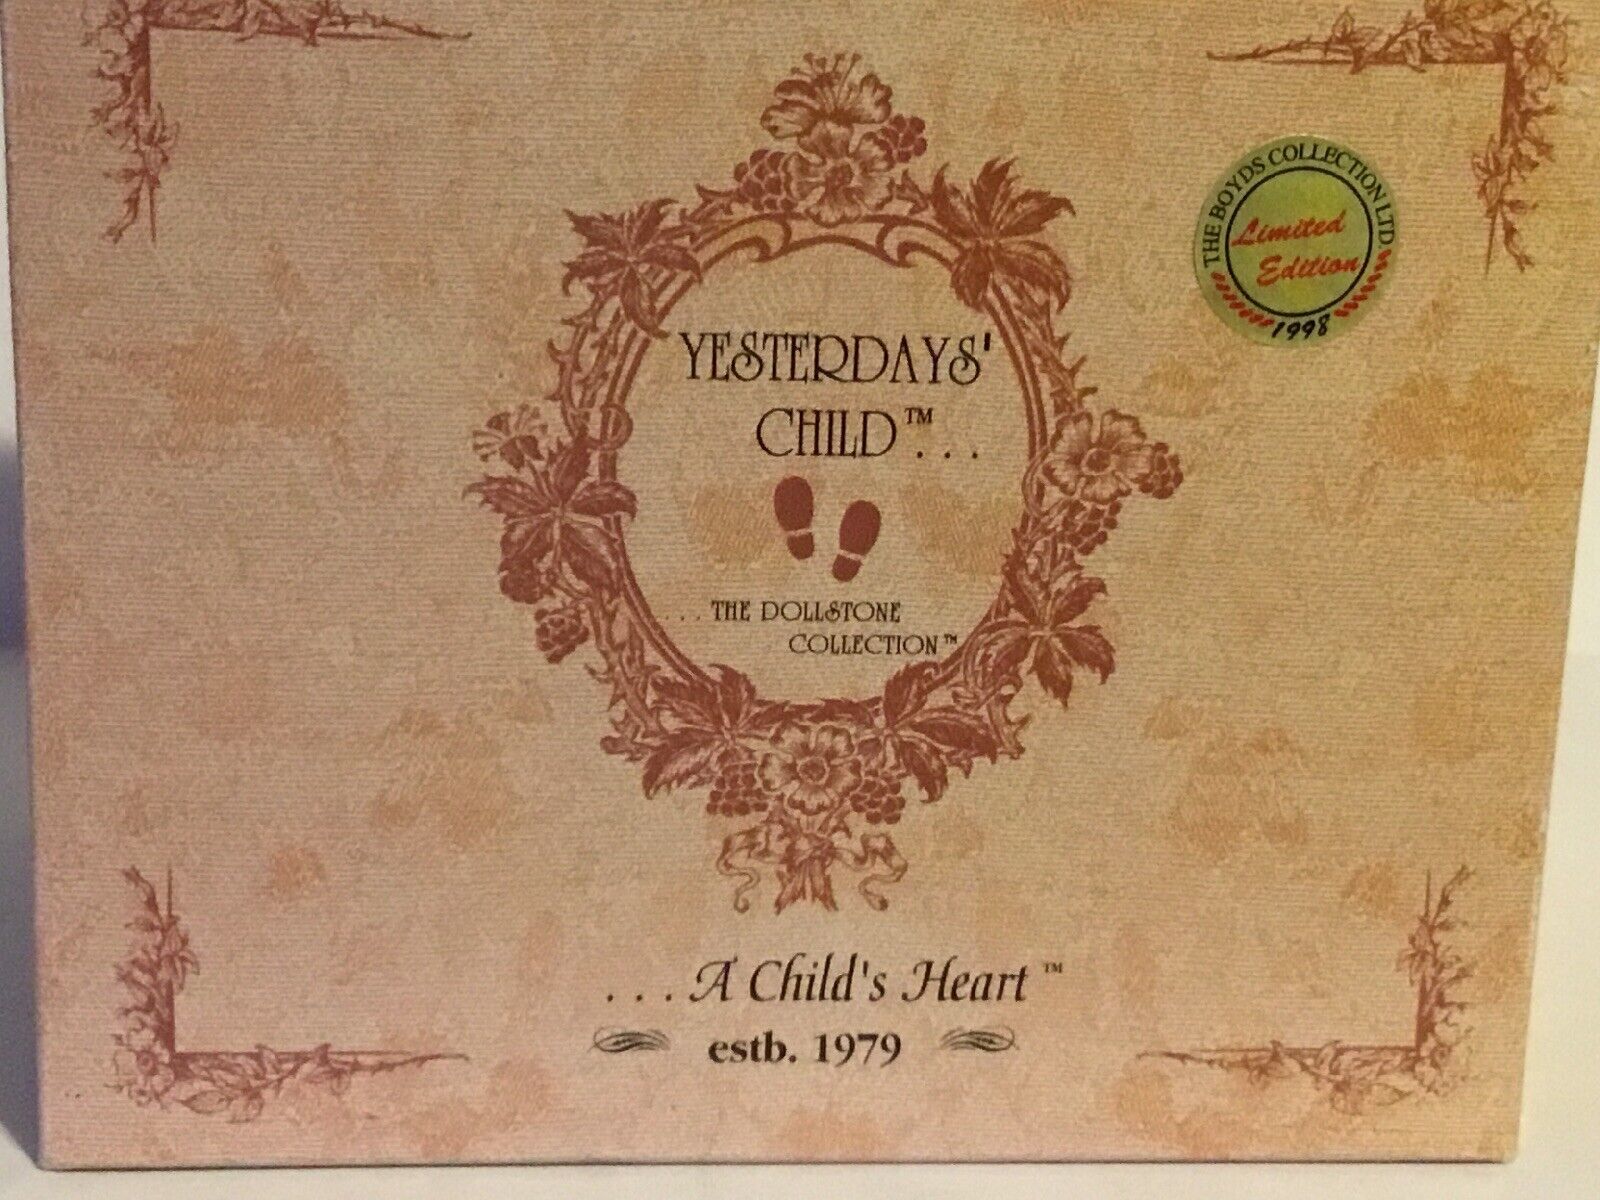 THE BOYDS COLLECTION LTD
Limited
Edition
1998
YESTERDAYS'
CHILD™...
...THE DOLLSTONE
COLLECTION™
...A Child's Heart™
estb. 1979